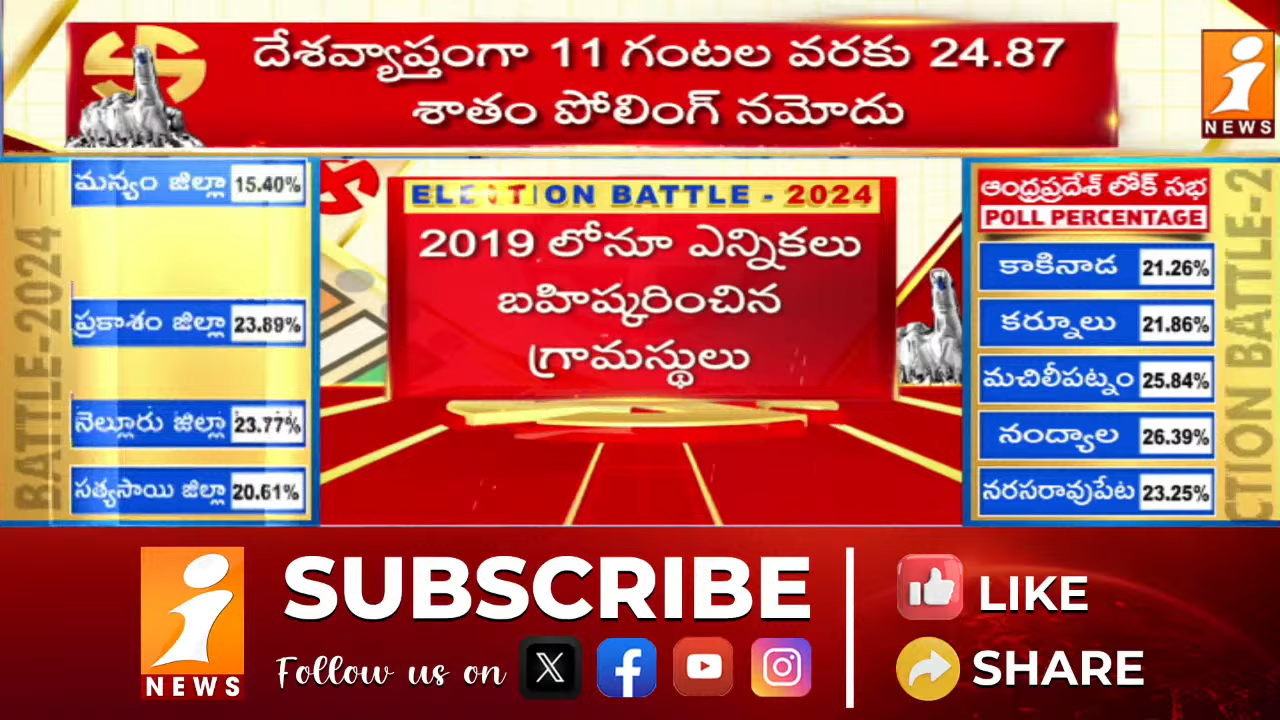 దేశవ్యాప్తంగా 11 గంటల వరకు 24.87
శాతం పోలింగ్ నమోదు
i
NEWS
BATTLE-2024
మన్యం జిల్లా 15.40%
ప్రకాశం జిల్లా 23.89%
నెల్లూరు జిల్లా 23.77%
సత్యసాయి జిల్లా 20.61%
ELECTION BATTLE - 2024
2019 లోనూ ఎన్నికలు
బహిష్కరించిన
గ్రామస్థులు
ఆంధ్రప్రదేశ్ లోక్ సభ
POLL PERCENTAGE
కాకినాడ 21.26%
కర్నూలు 21.86%
మచిలీపట్నం 25.84%
నంద్యాల 26.39%
నరసరావుపేట 23.25%
CTION BATTLE-2
i
NEWS
SUBSCRIBE
Follow us on
LIKE
SHARE